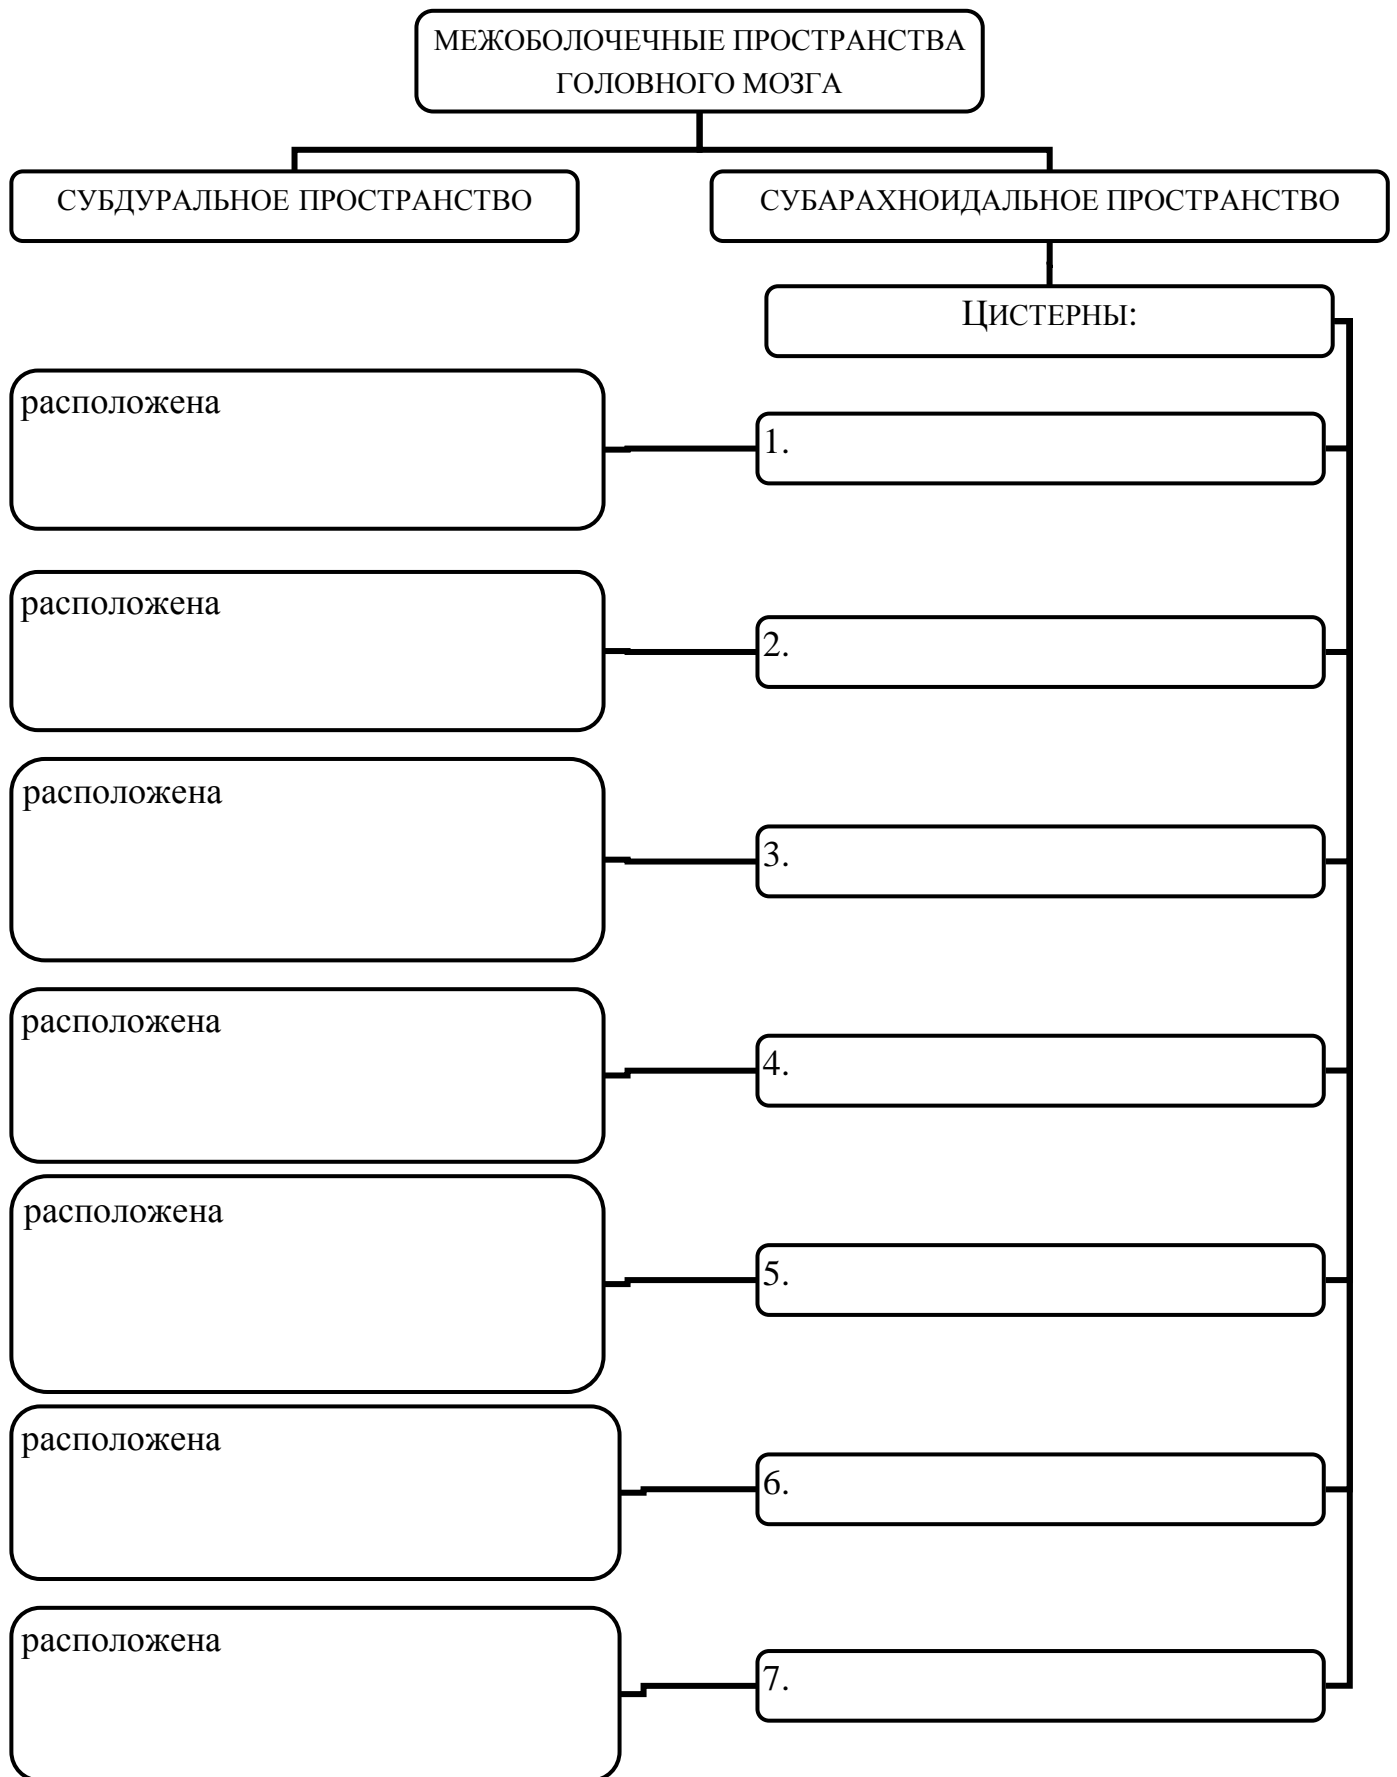 МЕЖОБОЛОЧЕЧНЫЕ ПРОСТРАНСТВА
ГОЛОВНОГО МОЗГА
СУБДУРАЛЬНОЕ ПРОСТРАНСТВО
СУБАРАХНОИДАЛЬНОЕ ПРОСТРАНСТВО
ЦИСТЕРНЫ:
расположена
1.
расположена
2.
расположена
3.
расположена
4.
расположена
5.
расположена
6.
расположена
7.